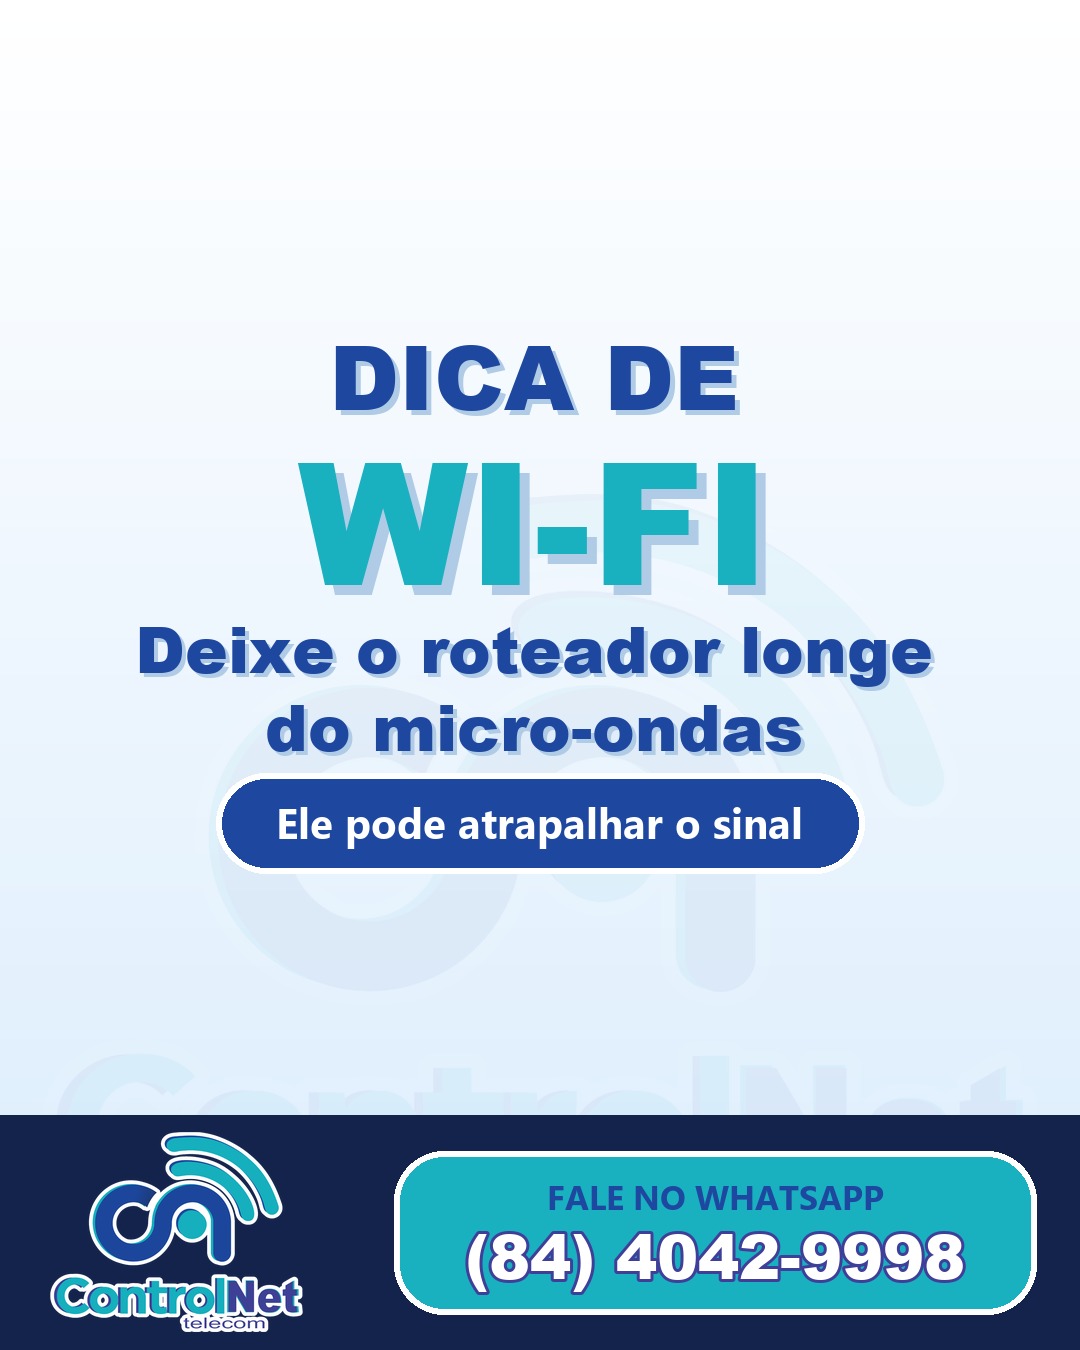 DICA DE
WI-FI
Deixe o roteador longe
do micro-ondas
Ele pode atrapalhar o sinal
ControlNet
ControlNet
telecom
FALE NO WHATSAPP
(84) 4042-9998